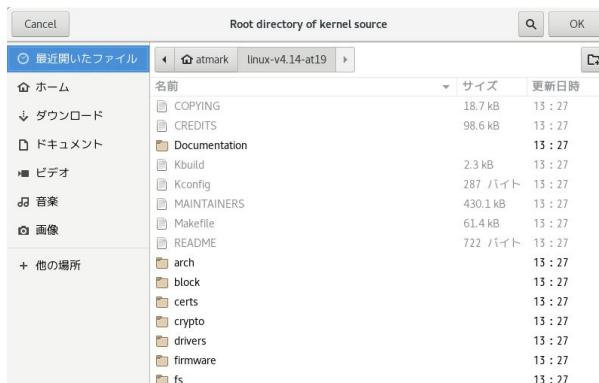 Cancel Root directory of kernel source OK
最近開いたファイル atmark linux-v4.14-at19
ホーム 名前 サイズ 更新日時
COPYING 18.7 kB 13：27
ダウンロード CREDITS 98.6 kB 13：27
ドキュメント Documentation 13：27
Kbuild 2.3 kB 13：27
ビデオ Kconfig 287 バイト 13：27
音楽 MAINTAINERS 430.1 kB 13：27
Makefile 61.4 kB 13：27
画像 README 722 バイト 13：27
+ 他の場所 arch 13：27
block 13：27
certs 13：27
crypto 13：27
drivers 13：27
firmware 13：27
fs 13：27